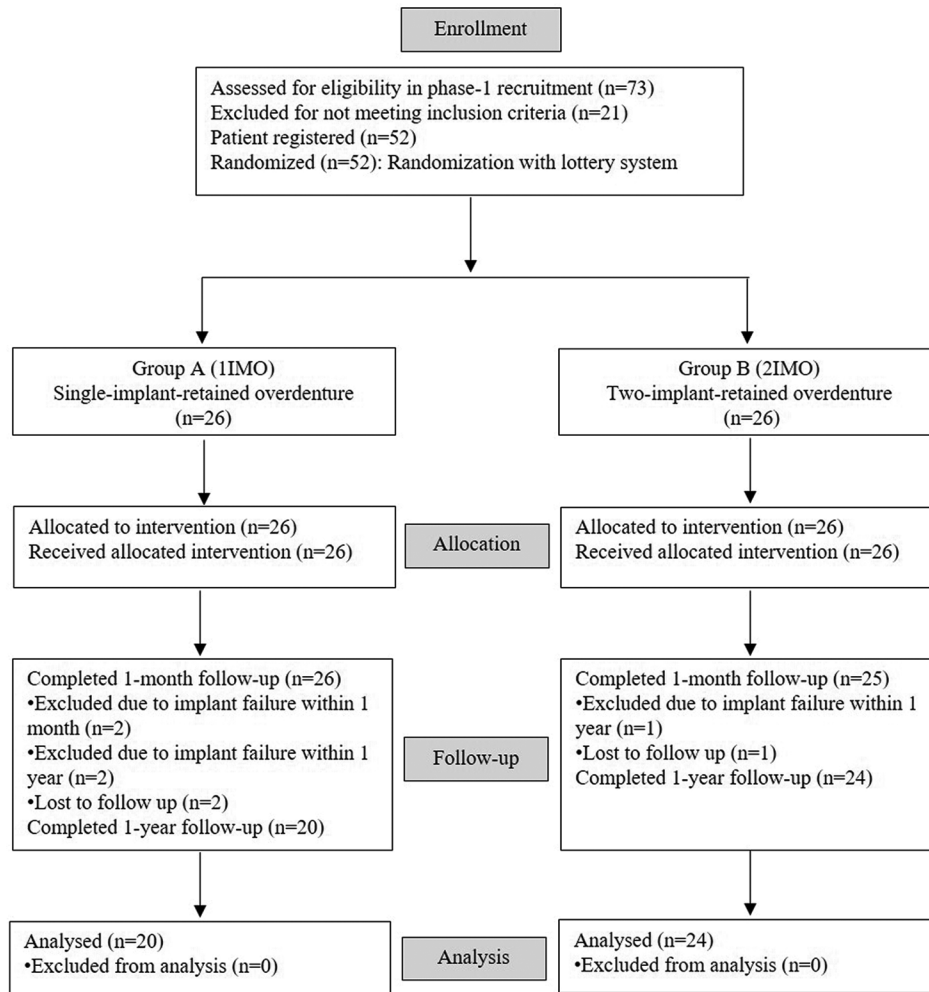 Enrollment
Assessed for eligibility in phase-1 recruitment (n=73)
Excluded for not meeting inclusion criteria (n=21)
Patient registered (n=52)
Randomized (n=52): Randomization with lottery system
Group A (1IMO)
Single-implant-retained overdenture
(n=26)
Group B (2IMO)
Two-implant-retained overdenture
(n=26)
Allocated to intervention (n=26)
Received allocated intervention (n=26)
Allocation
Allocated to intervention (n=26)
Received allocated intervention (n=26)
Completed 1-month follow-up (n=26)
•Excluded due to implant failure within 1
month (n=2)
•Excluded due to implant failure within 1
year (n=2)
•Lost to follow up (n=2)
Completed 1-year follow-up (n=20)
Follow-up
Completed 1-month follow-up (n=25)
•Excluded due to implant failure within 1
year (n=1)
•Lost to follow up (n=1)
Completed 1-year follow-up (n=24)
Analysed (n=20)
•Excluded from analysis (n=0)
Analysis
Analysed (n=24)
•Excluded from analysis (n=0)